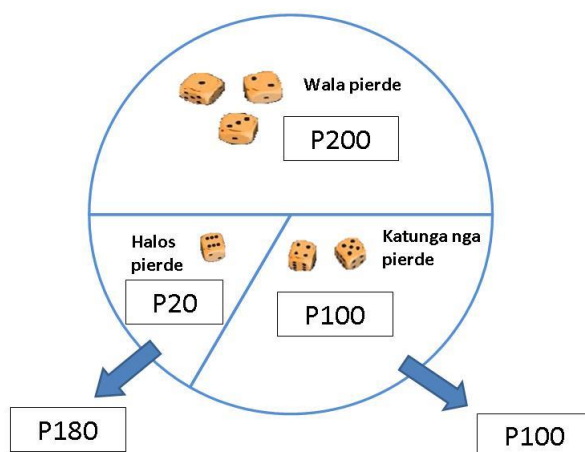 Wala pierde
P200
Halos
pierde
P20
Katunga nga
pierde
P100
P180
P100